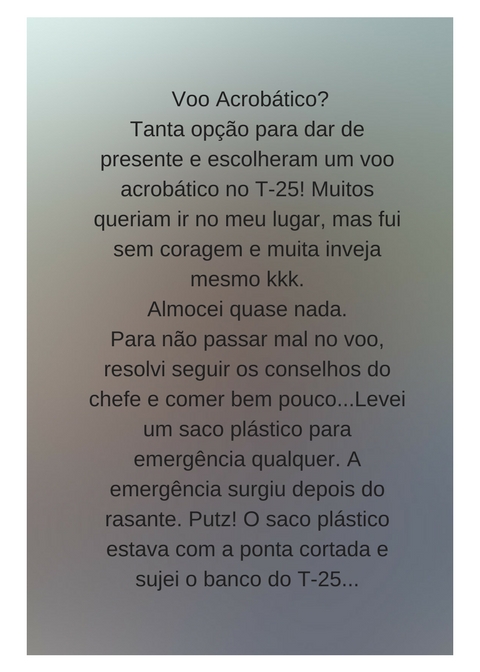 Voo Acrobático?
Tanta opção para dar de
presente e escolheram um voo
acrobático no T-25! Muitos
queriam ir no meu lugar, mas fui
sem coragem e muita inveja
mesmo kkk.
Almocei quase nada.
Para não passar mal no voo,
resolvi seguir os conselhos do
chefe e comer bem pouco...Levei
um saco plástico para
emergência qualquer. A
emergência surgiu depois do
rasante. Putz! O saco plástico
estava com a ponta cortada e
sujei o banco do T-25...